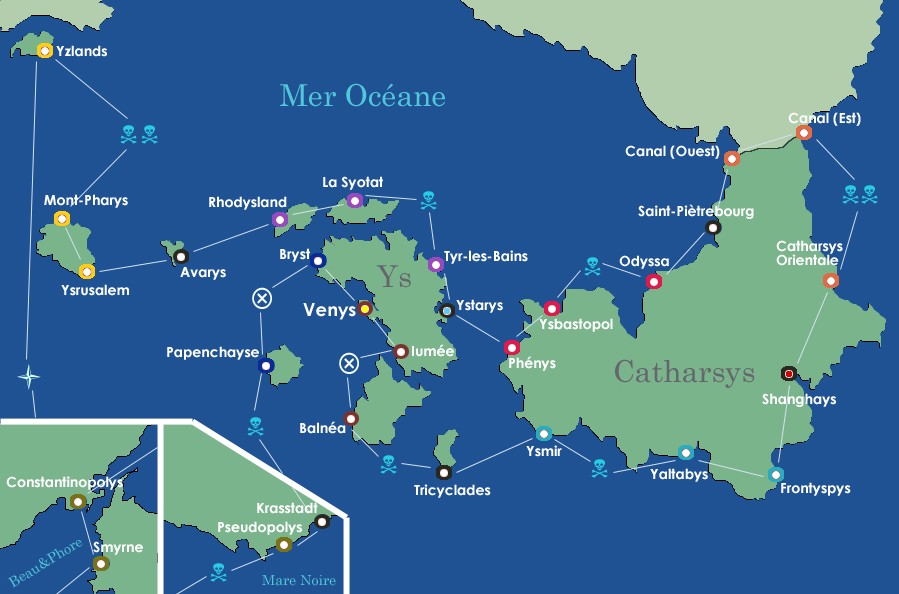 Canal (Est)
Yzlands
Mer Océane
Canal (Ouest)
La Syotat
Mont-Pharys
Rhodysland
Saint-Piètrebourg
Catharsys
Orientale
Bryst
Tyr-les-Bains
Odyssa
Avarys
Ys
Ysrusalem
Venys
Ystarys
Ysbastopol
Papenchayse
Iumée
Phénys
Catharsys
Shanghays
Balnéa
Ysmir
Yaltabys
Tricyclades
Frontyspys
Constantinopolys
Krasstadt
Pseudopolys
Smyrne
Beau&Phore
Mare Noire